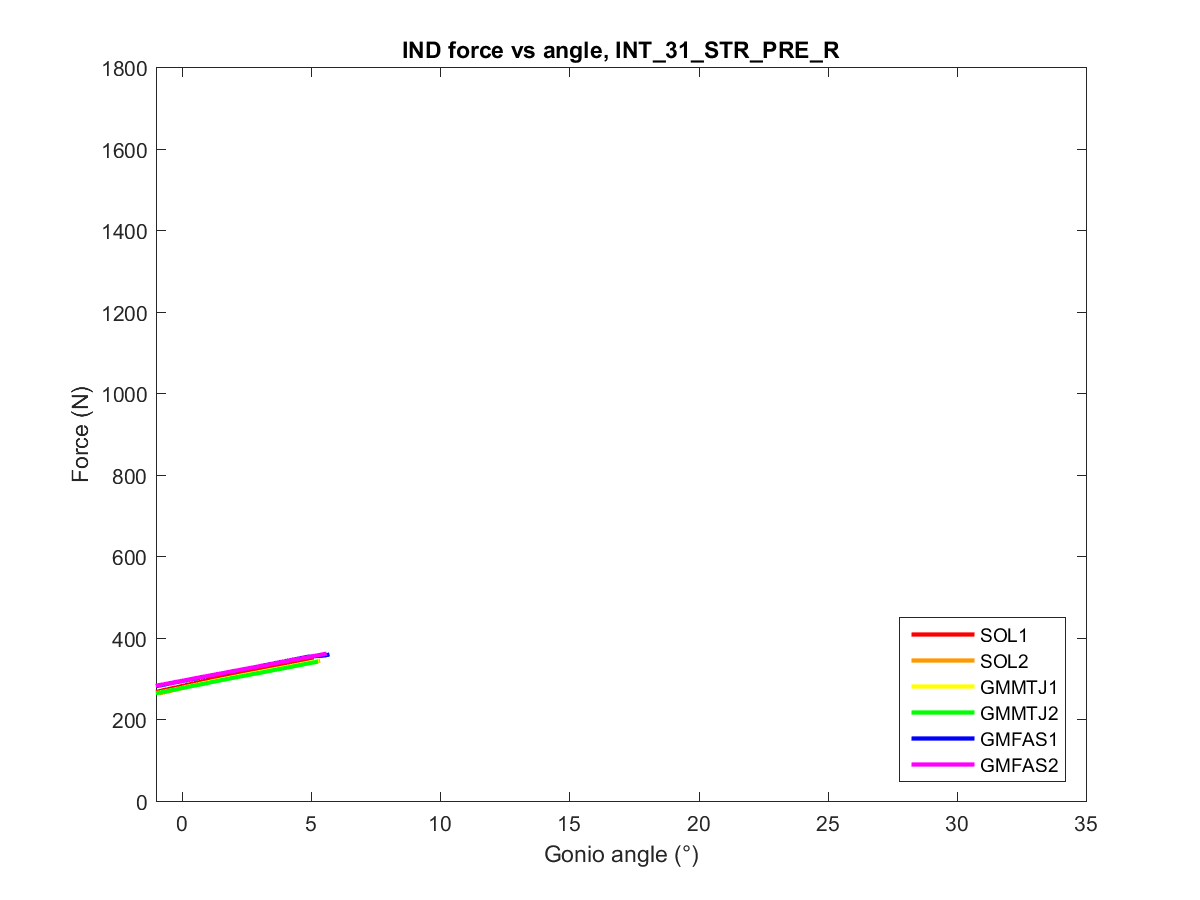 IND force vs angle, INT_31_STR_PRE_R
1800
1600
1400
1200
1000
800
600
400
200
0
Force (N)
0 5 10 15 20 25 30 35
Gonio angle (°)
SOL1
SOL2
GMMTJ1
GMMTJ2
GMFAS1
GMFAS2